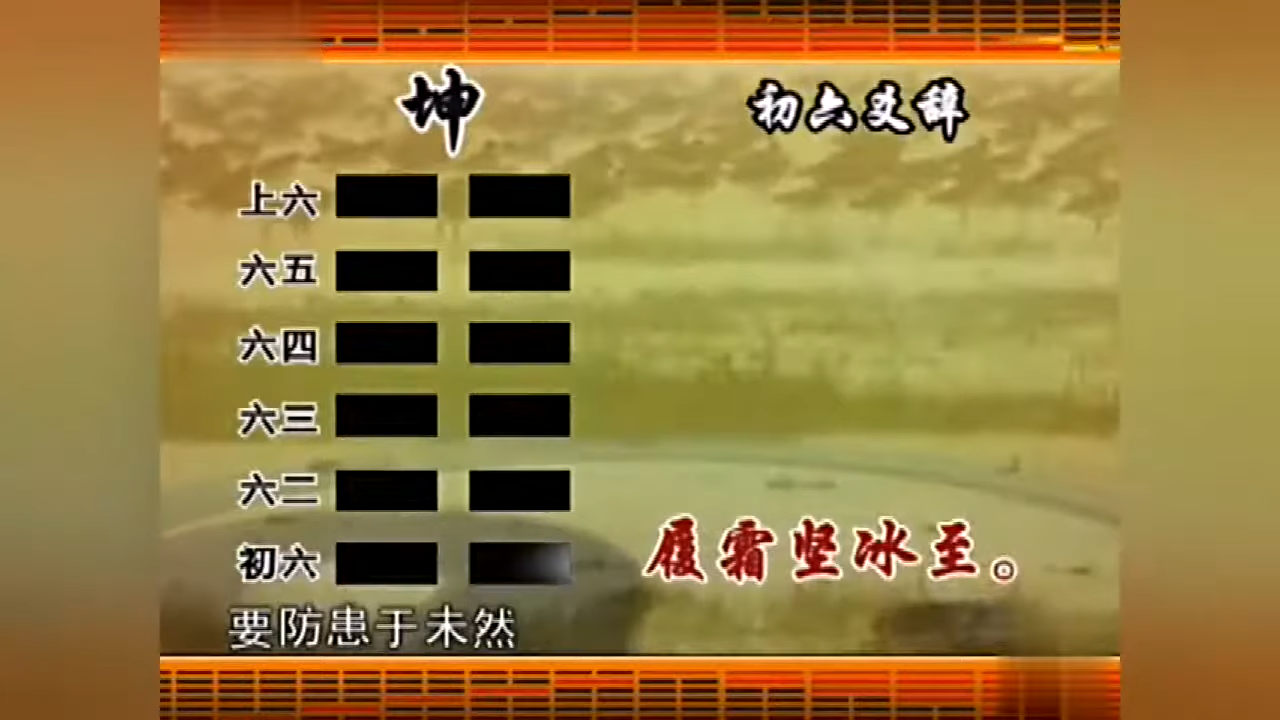 坤
初六爻辞
上六
六五
六四
六三
六二
初六
履霜坚冰至。
要防患于未然